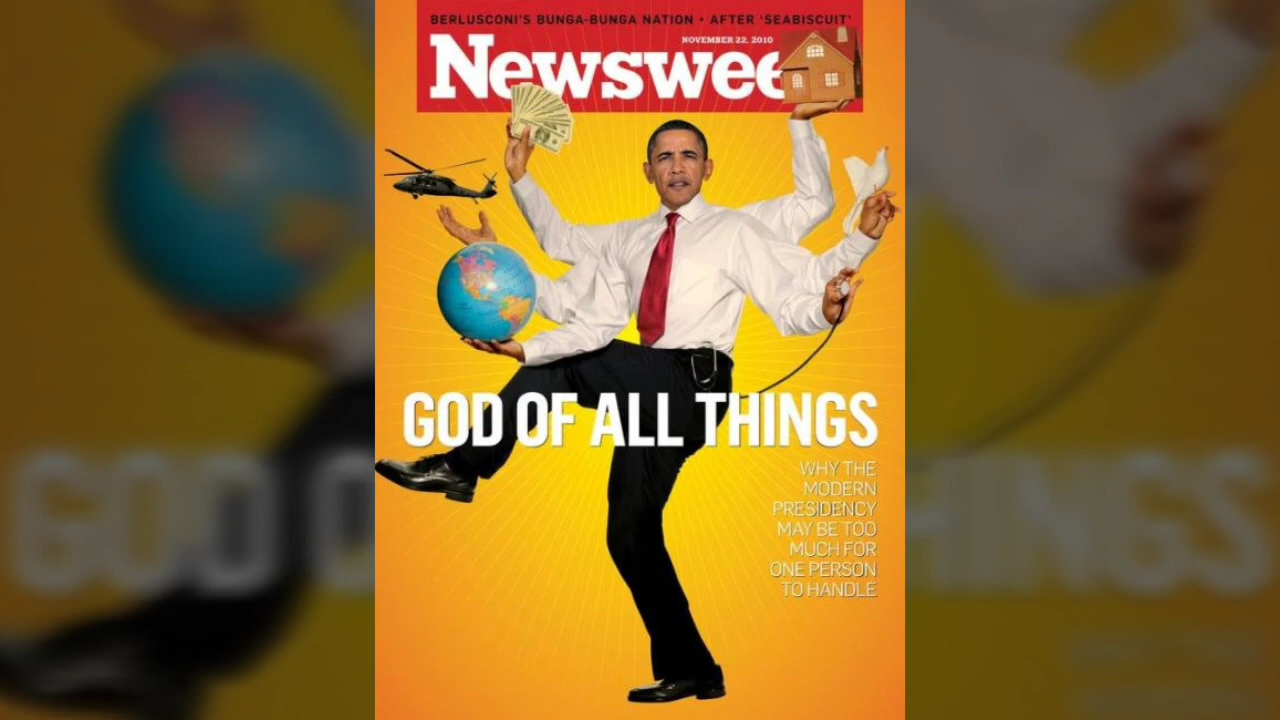 BERLUSCONI'S BUNGA-BUNGA NATION • AFTER 'SEABISCUIT'
NOVEMBER 22, 2010
Newswee
GOD OF ALL THINGS
WHY THE
MODERN
PRESIDENCY
MAY BE TOO
MUCH FOR
ONE PERSON
TO HANDLE